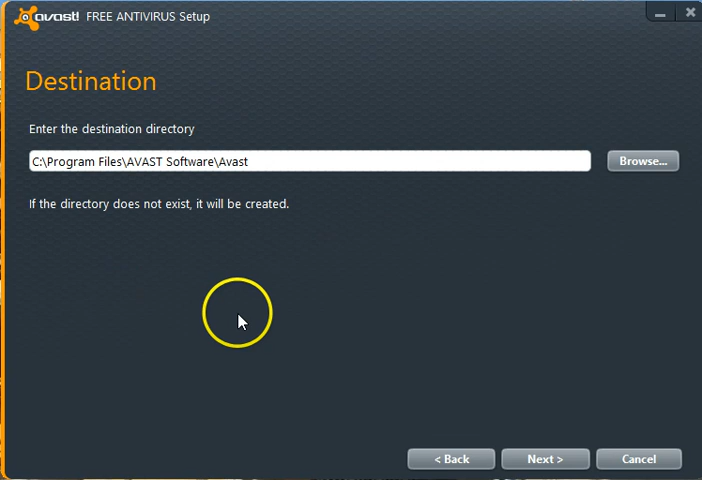 avast! FREE ANTIVIRUS Setup
Destination
Enter the destination directory
C:\Program Files\AVAST Software\Avast
Browse...
If the directory does not exist, it will be created.
< Back
Next >
Cancel